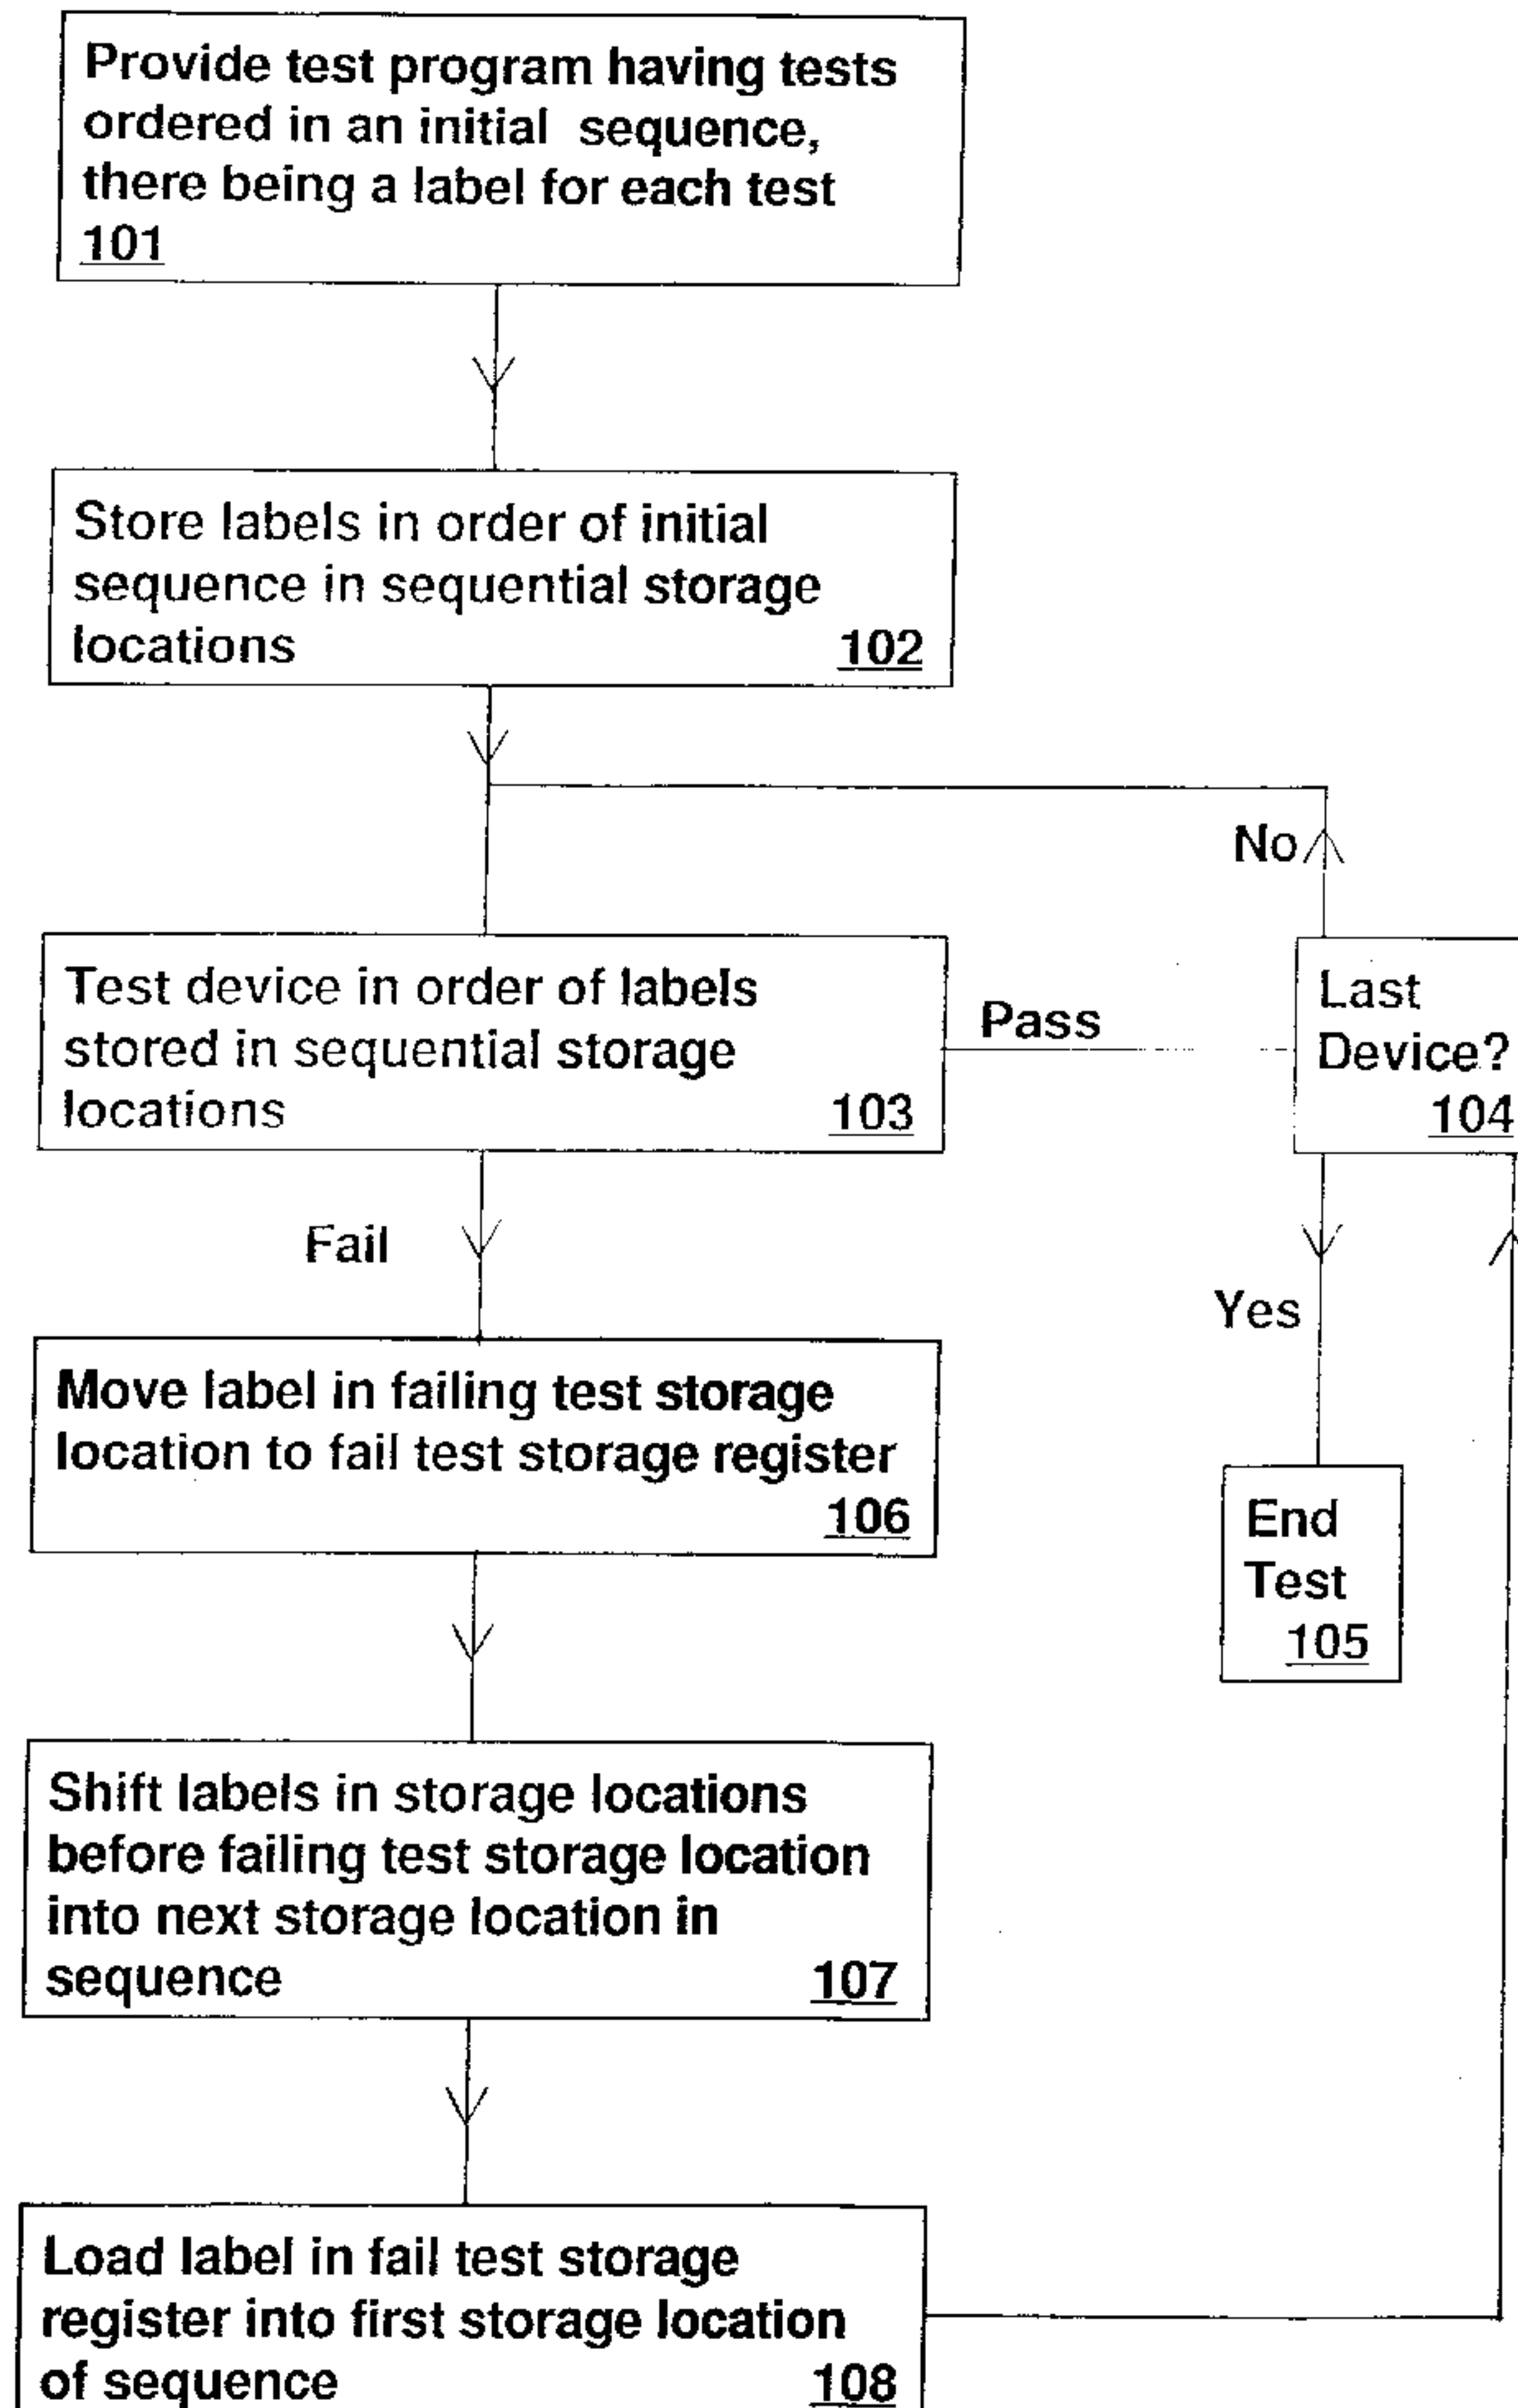 Provide test program having tests
ordered in an initial sequence,
there being a label for each test
101
Store labels in order of initial
sequence in sequential storage
locations 102
No
Test device in order of labels
stored in sequential storage
locations 103
Pass
Last
Device?
104
Fail
Yes
Move label in failing test storage
location to fail test storage register
106
End
Test
105
Shift labels in storage locations
before failing test storage location
into next storage location in
sequence 107
Load label in fail test storage
register into first storage location
of sequence 108